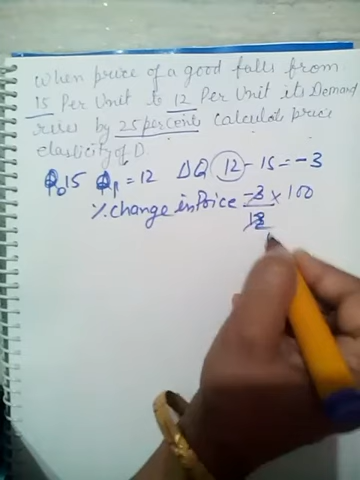 When price of a good falls from
15 Per Unit to 12 Per Unit its Demand
rises by 25 percent calculate price
elasticity of D.
P0 15 P1 = 12 ΔQ 12 - 15 = -3
% change in Price -3 × 100